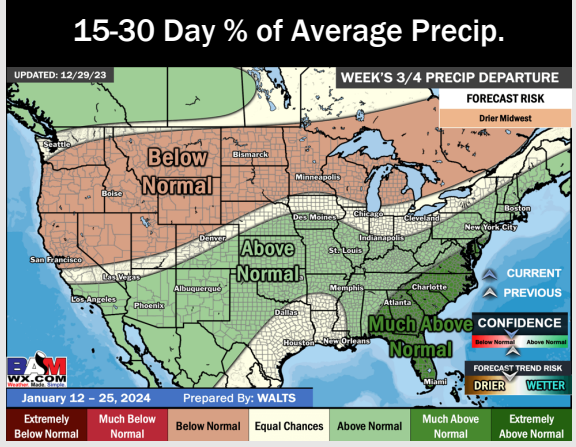 15-30 Day % of Average Precip.
UPDATED: 12/29/23
WEEK'S 3/4 PRECIP DEPARTURE
FORECAST RISK
Drier Midwest
Seattle
Below
Normal
Bismarck
Minneapolis
Boise
Des Moines
Chicago
Cleveland
Boston
New York City
Denver
Indianapolis
Above
Normal
St. Louis
San Francisco
Las Vegas
CURRENT
Los Angeles
Albuquerque
Memphis
Charlotte
PREVIOUS
Phoenix
Atlanta
Dallas
Much Above
Normal
CONFIDENCE
Below Normal
Above Normal
Houston
New Orleans
FORECAST TREND RISK
DRIER
WETTER
Miami
BAM
WX.COM
Weather. Made. Simple.
January 12 – 25, 2024
Prepared By: WALTS
Extremely
Below Normal
Much Below
Normal
Below Normal
Equal Chances
Above Normal
Much Above
Normal
Extremely
Above Normal